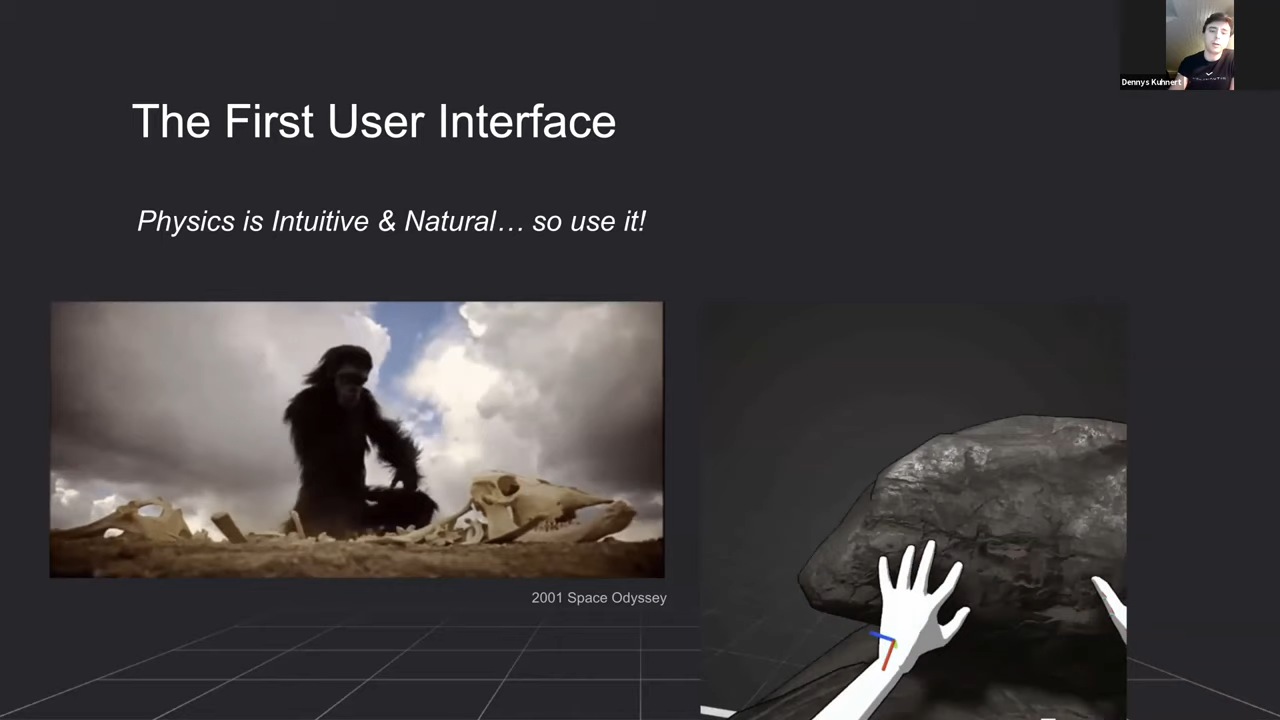 The First User Interface
Physics is Intuitive & Natural… so use it!
2001 Space Odyssey
Dennys Kuhnert